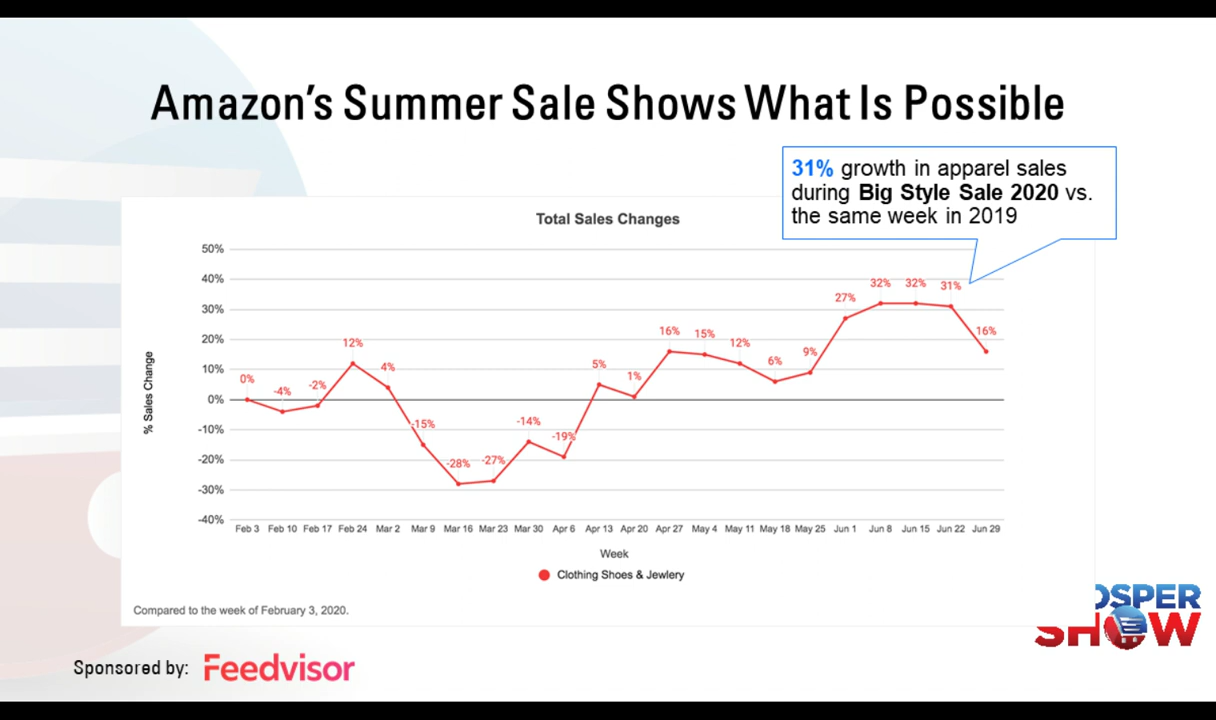 Amazon's Summer Sale Shows What Is Possible
31% growth in apparel sales
during Big Style Sale 2020 vs.
the same week in 2019
Total Sales Changes
% Sales Change
50%
40%
30%
20%
10%
0%
-10%
-20%
-30%
-40%
0%
-4%
-2%
12%
4%
-15%
-28%
-27%
-14%
-19%
5%
1%
16%
15%
12%
6%
9%
27%
32%
32%
31%
16%
Feb 3 Feb 10 Feb 17 Feb 24 Mar 2 Mar 9 Mar 16 Mar 23 Mar 30 Apr 6 Apr 13 Apr 20 Apr 27 May 4 May 11 May 18 May 25 Jun 1 Jun 8 Jun 15 Jun 22 Jun 29
Week
Clothing Shoes & Jewlery
Compared to the week of February 3, 2020.
OSPER
SHOW
Sponsored by: Feedvisor